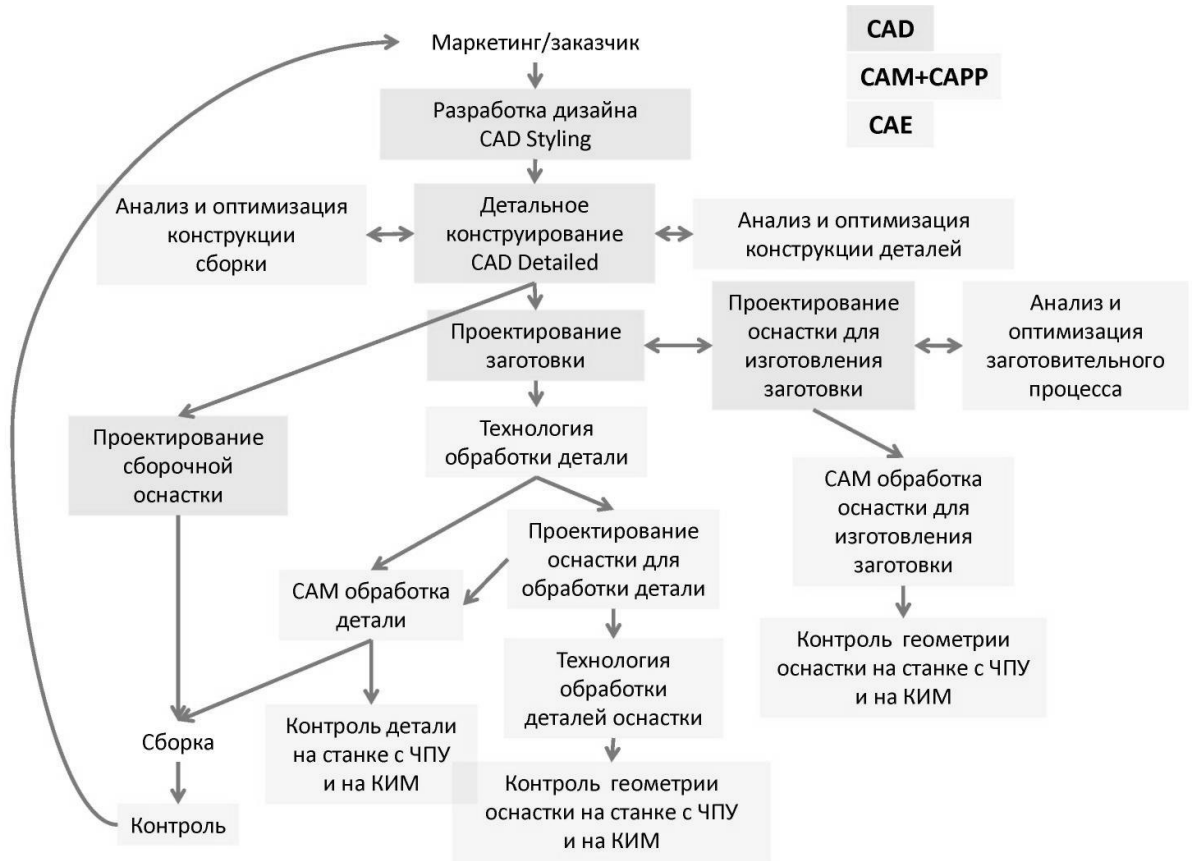 Маркетинг/заказчик
CAD
CAM+CAPP
CAE
Разработка дизайна
CAD Styling
Анализ и оптимизация
конструкции
сборки
Детальное
конструирование
CAD Detailed
Анализ и оптимизация
конструкции деталей
Проектирование
заготовки
Проектирование
оснастки для
изготовления
заготовки
Анализ и
оптимизация
заготовительного
процесса
Проектирование
сборочной
оснастки
Технология
обработки детали
CAM обработка
оснастки для
изготовления
заготовки
Проектирование
оснастки для
обработки детали
CAM обработка
детали
Контроль геометрии
оснастки на станке с ЧПУ
и на КИМ
Технология
обработки
деталей оснастки
Сборка
Контроль детали
на станке с ЧПУ
и на КИМ
Контроль геометрии
оснастки на станке с ЧПУ
и на КИМ
Контроль